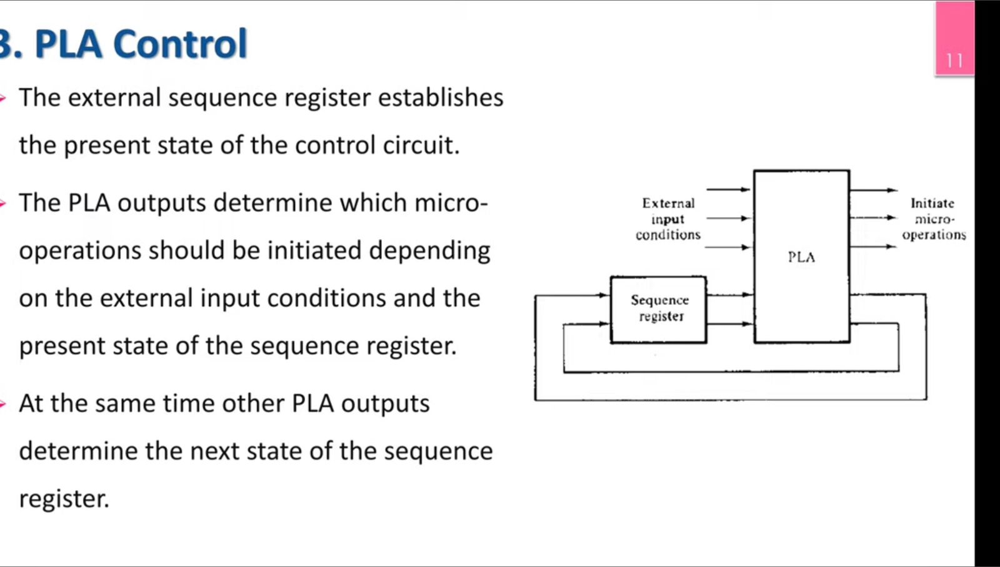 3. PLA Control
11
The external sequence register establishes
the present state of the control circuit.
The PLA outputs determine which micro-
operations should be initiated depending
on the external input conditions and the
present state of the sequence register.
At the same time other PLA outputs
determine the next state of the sequence
register.
External
input
conditions
PLA
Initiate
micro-
operations
Sequence
register